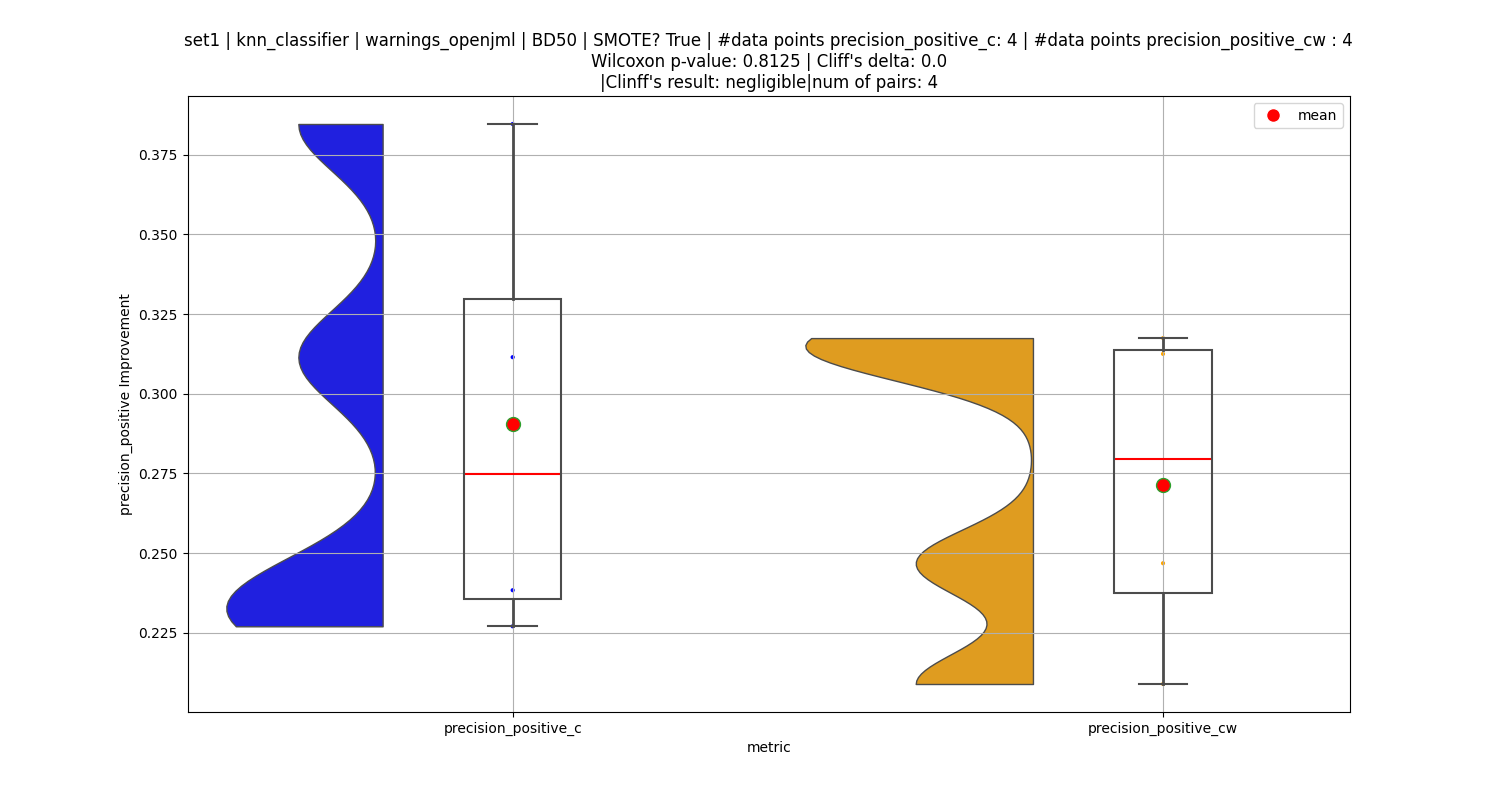 set1 | knn_classifier | warnings_openjml | BD50 | SMOTE? True | #data points precision_positive_c: 4 | #data points precision_positive_cw : 4
Wilcoxon p-value: 0.8125 | Cliff's delta: 0.0
|Clinff's result: negligible|num of pairs: 4
mean
0.375
0.350
0.325
0.300
0.275
0.250
0.225
precision_positive Improvement
precision_positive_c
precision_positive_cw
metric